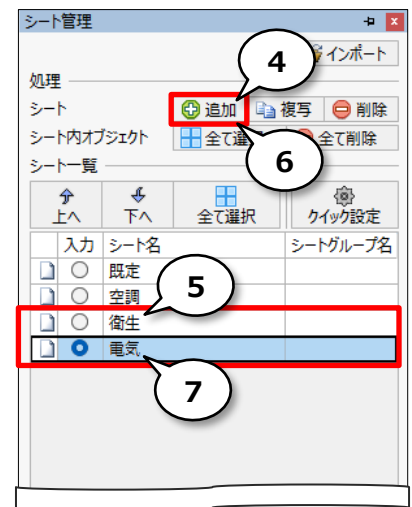 シート管理
インポート
処理
シート 追加 複写 削除
シート内オブジェクト 全て選 全て削除
シート一覧
上へ 下へ 全て選択 クイック設定
入力 シート名 シートグループ名
既定
空調
衛生
電気
4
6
5
7